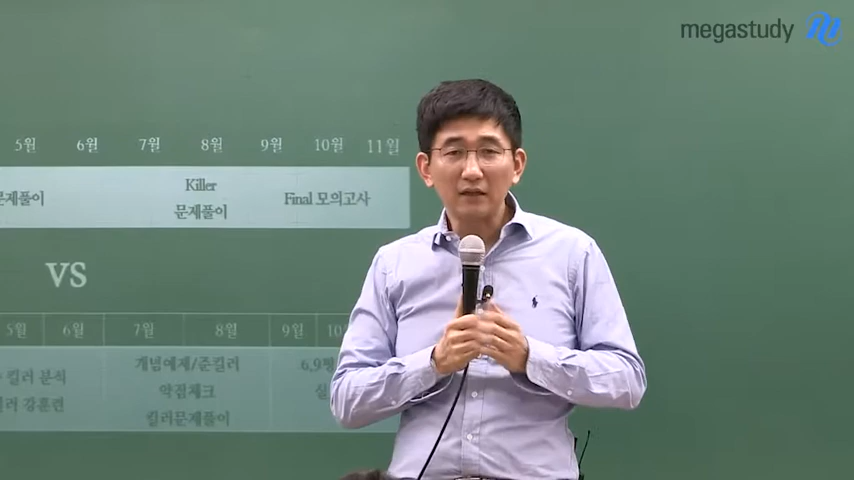 megastudy
5월 6월 7월 8월 9월 10월 11월
문제풀이 Killer 문제풀이 Final 모의고사
VS
5월 6월 7월 8월 9월
킬러 분석 개념예제/준킬러 6,9평
강훈련 약점체크
킬러문제풀이